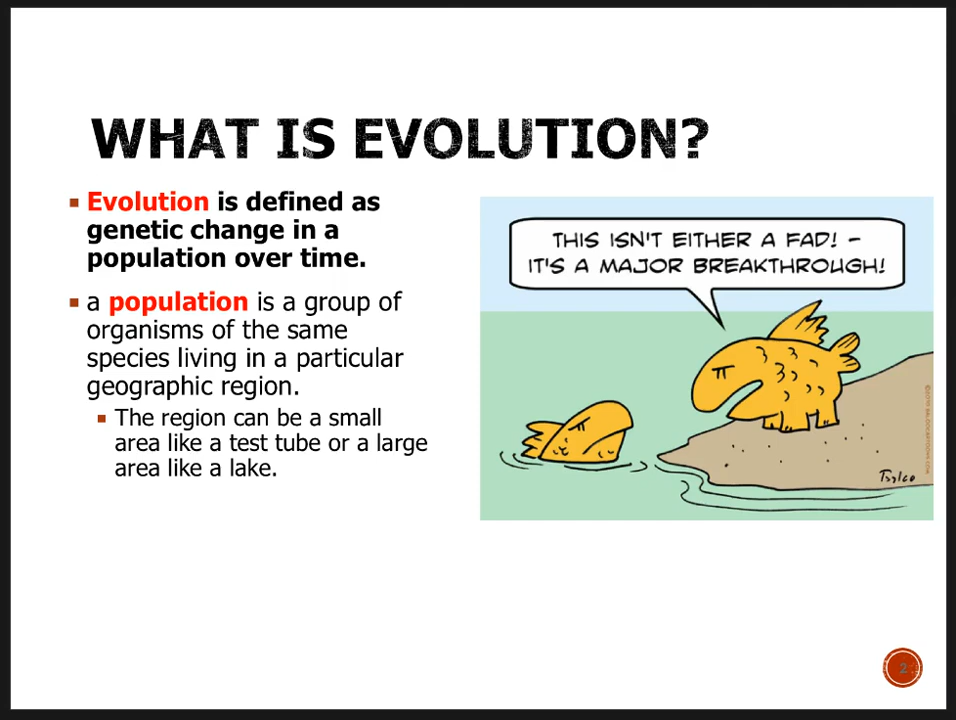 WHAT IS EVOLUTION?
▪ Evolution is defined as
genetic change in a
population over time.
▪ a population is a group of
organisms of the same
species living in a particular
geographic region.
▪ The region can be a small
area like a test tube or a large
area like a lake.
THIS ISN'T EITHER A FAD! –
IT'S A MAJOR BREAKTHROUGH!
2